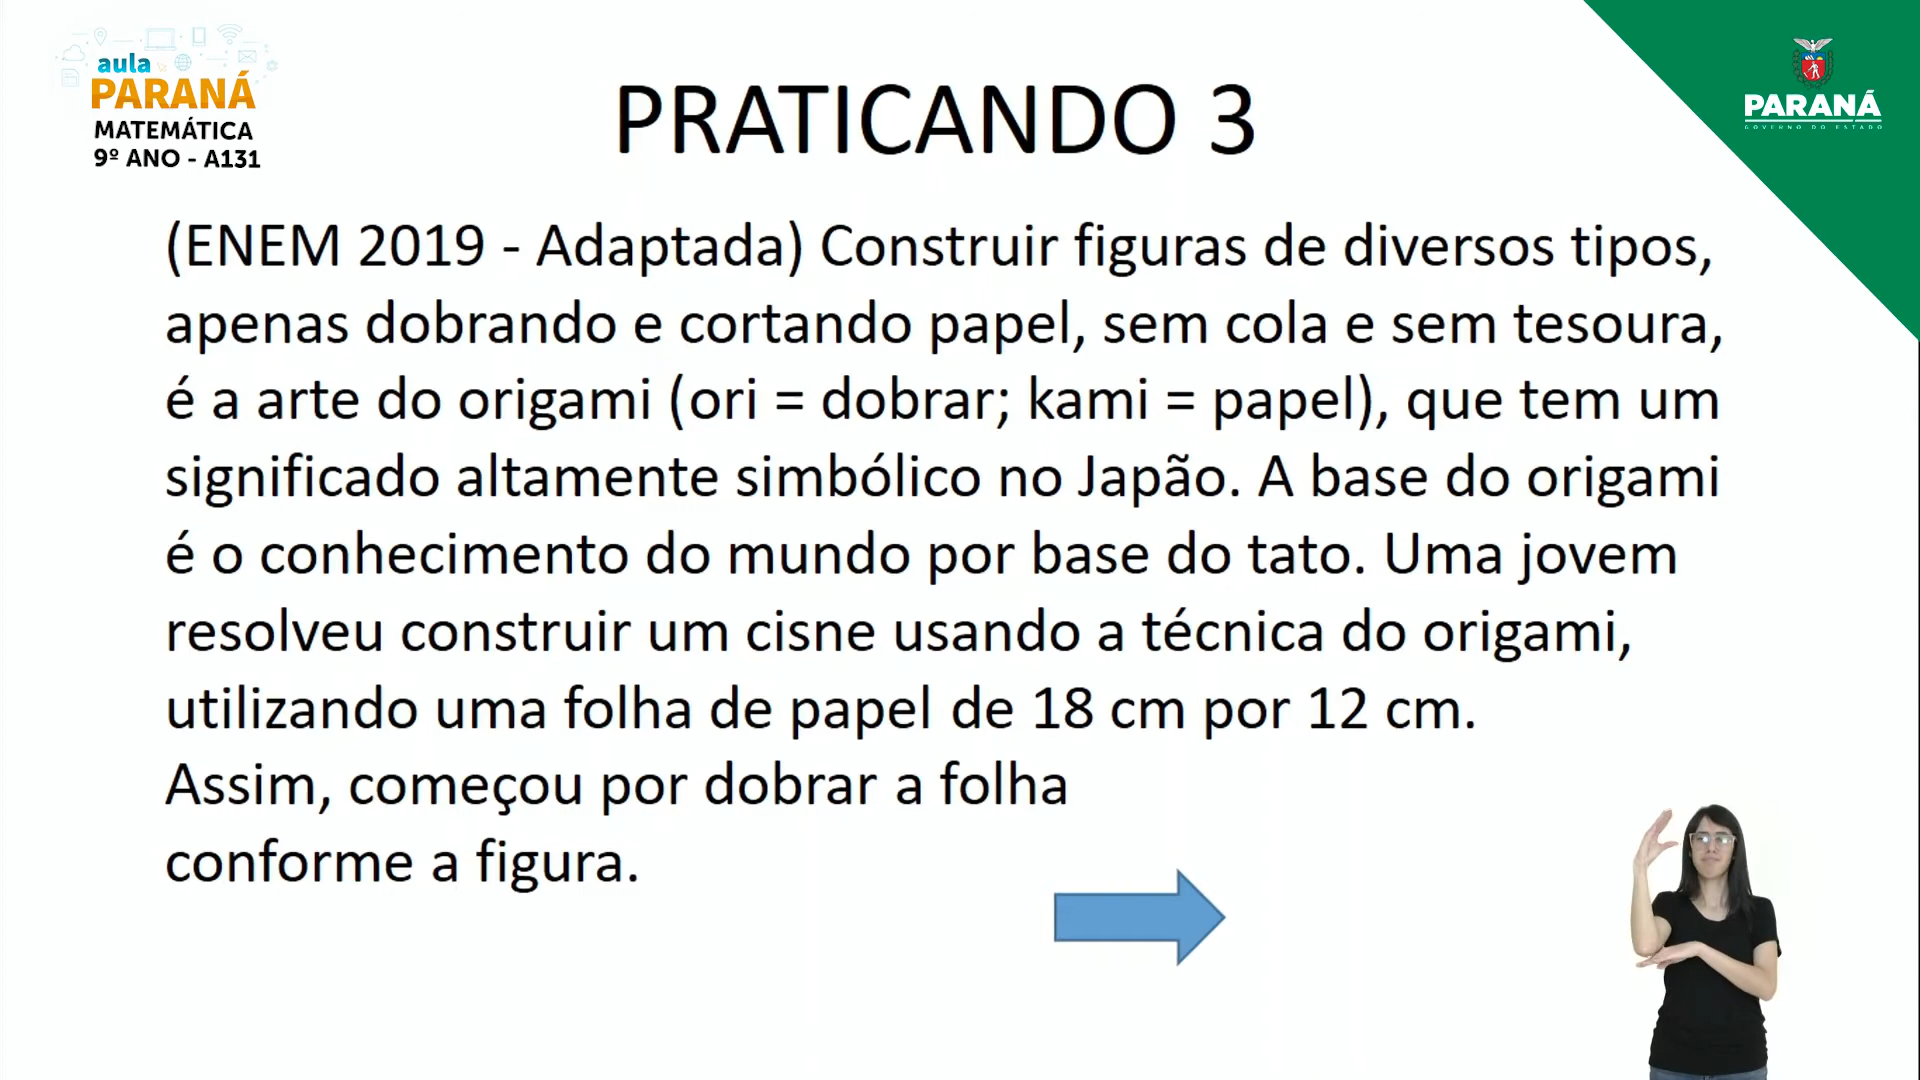 aula
PARANÁ
MATEMÁTICA
9º ANO - A131
PRATICANDO 3
PARANÁ
GOVERNO DO ESTADO
(ENEM 2019 - Adaptada) Construir figuras de diversos tipos,
apenas dobrando e cortando papel, sem cola e sem tesoura,
é a arte do origami (ori = dobrar; kami = papel), que tem um
significado altamente simbólico no Japão. A base do origami
é o conhecimento do mundo por base do tato. Uma jovem
resolveu construir um cisne usando a técnica do origami,
utilizando uma folha de papel de 18 cm por 12 cm.
Assim, começou por dobrar a folha
conforme a figura.